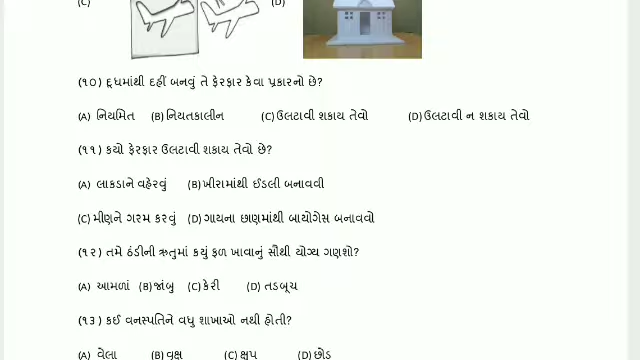 (C) (D)
(૧૦) દૂધમાંથી દહીં બનવું તે ફેરફાર કેવા પ્રકારનો છે?
(A) નિયમિત (B) નિયતકાલીન (C) ઉલટાવી શકાય તેવો (D) ઉલટાવી ન શકાય તેવો
(૧૧) કયો ફેરફાર ઉલટાવી શકાય તેવો છે?
(A) લાકડાને વહેરવું (B) ખીરામાંથી ઈડલી બનાવવી
(C) મીણને ગરમ કરવું (D) ગાયના છાણમાંથી બાયોગેસ બનાવવો
(૧૨) તમે ઠંડીની ઋતુમાં કયું ફળ ખાવાનું સૌથી યોગ્ય ગણશો?
(A) આમળાં (B) જાંબુ (C) કેરી (D) તડબૂચ
(૧૩) કઈ વનસ્પતિને વધુ શાખાઓ નથી હોતી?
(A) વેલા (B) વૃક્ષ (C) ક્ષુપ (D) છોડ